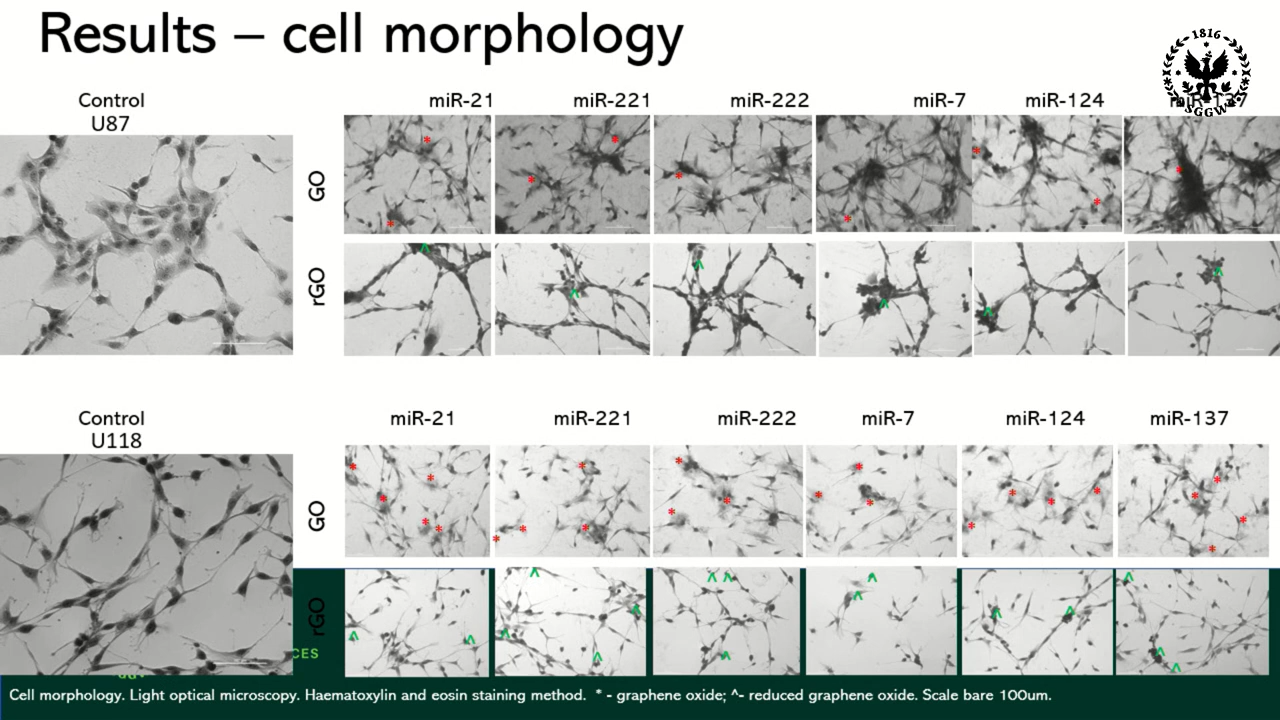 Results – cell morphology
1816
SGGW
Control
U87
miR-21
miR-221
miR-222
miR-7
miR-124
miR-137
GO
rGO
Control
U118
miR-21
miR-221
miR-222
miR-7
miR-124
miR-137
GO
rGO
CES
Cell morphology. Light optical microscopy. Haematoxylin and eosin staining method. * - graphene oxide; ^- reduced graphene oxide. Scale bare 100um.